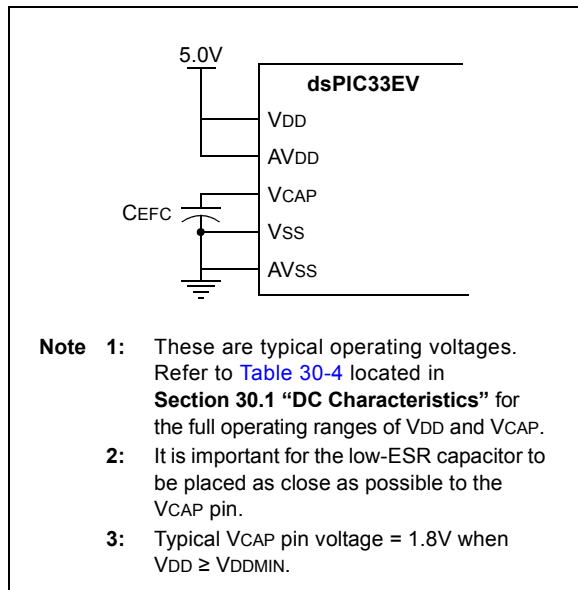 5.0V
dsPIC33EV
VDD
AVDD
VCAP
CEFC
VSS
AVSS
Note 1: These are typical operating voltages.
Refer to Table 30-4 located in
Section 30.1 “DC Characteristics” for
the full operating ranges of VDD and VCAP.
2: It is important for the low-ESR capacitor to
be placed as close as possible to the
VCAP pin.
3: Typical VCAP pin voltage = 1.8V when
VDD ≥ VDDMIN.